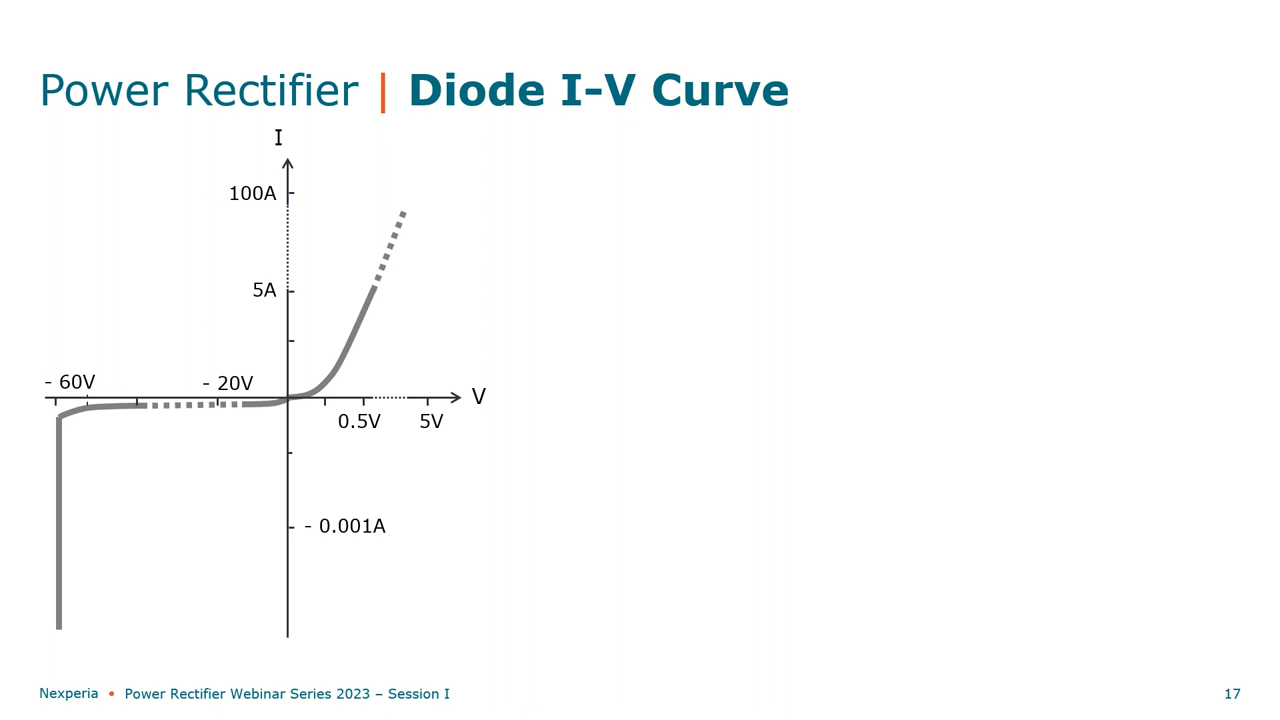 Power Rectifier | Diode I-V Curve
I
100A
5A
- 60V
- 20V
V
0.5V
5V
- 0.001A
Nexperia • Power Rectifier Webinar Series 2023 – Session I
17